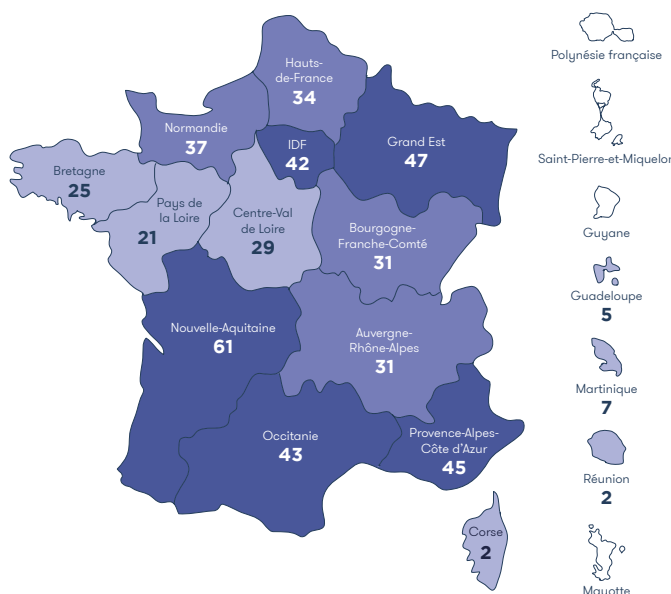 Hauts-
de-France
34
Normandie
37
IDF
42
Grand Est
47
Bretagne
25
Pays de
la Loire
21
Centre-Val
de Loire
29
Bourgogne-
Franche-Comté
31
Nouvelle-Aquitaine
61
Auvergne-
Rhône-Alpes
31
Occitanie
43
Provence-Alpes-
Côte d'Azur
45
Corse
2
Polynésie française
Saint-Pierre-et-Miquelon
Guyane
Guadeloupe
5
Martinique
7
Réunion
2
Mayotte